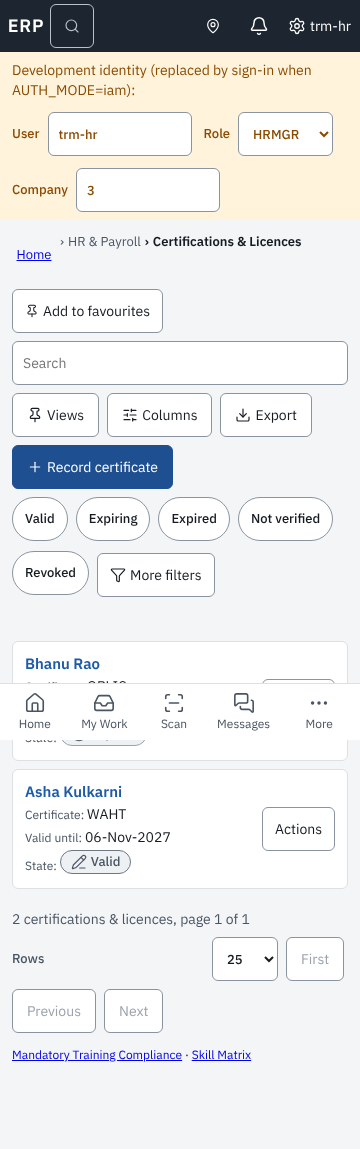 ERP
trm-hr
Development identity (replaced by sign-in when
AUTH_MODE=iam):
User trm-hr Role HRMGR
Company 3
Home › HR & Payroll › Certifications & Licences
Add to favourites
Search
Views Columns Export
+ Record certificate
Valid Expiring Expired Not verified
Revoked More filters
Bhanu Rao
Home My Work Scan Messages More
Asha Kulkarni
Certificate: WAHT
Valid until: 06-Nov-2027
Actions
State: Valid
2 certifications & licences, page 1 of 1
Rows 25 First
Previous Next
Mandatory Training Compliance · Skill Matrix